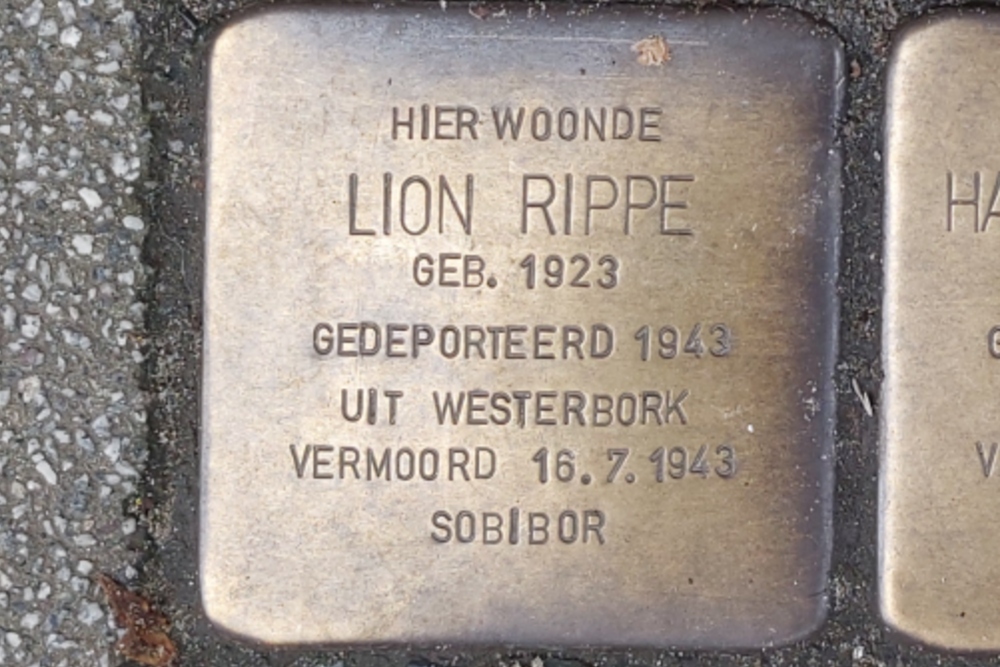 HIER WOONDE
LION RIPPE
GEB. 1923
GEDEPORTEERD 1943
UIT WESTERBORK
VERMOORD 16.7.1943
SOBIBOR